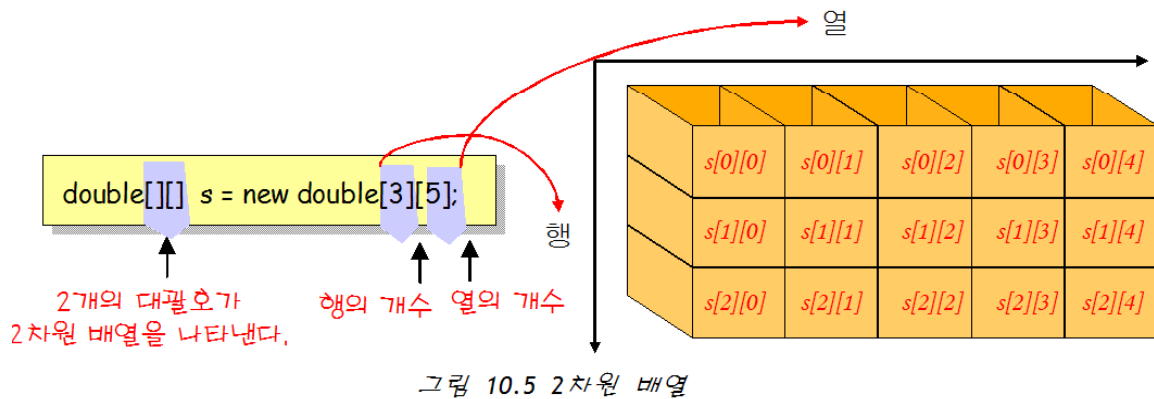 열
double[][] s = new double[3][5];
행
2개의 대괄호가
2차원 배열을 나타낸다.
행의 개수
열의 개수
s[0][0] s[0][1] s[0][2] s[0][3] s[0][4]
s[1][0] s[1][1] s[1][2] s[1][3] s[1][4]
s[2][0] s[2][1] s[2][2] s[2][3] s[2][4]
그림 10.5 2차원 배열